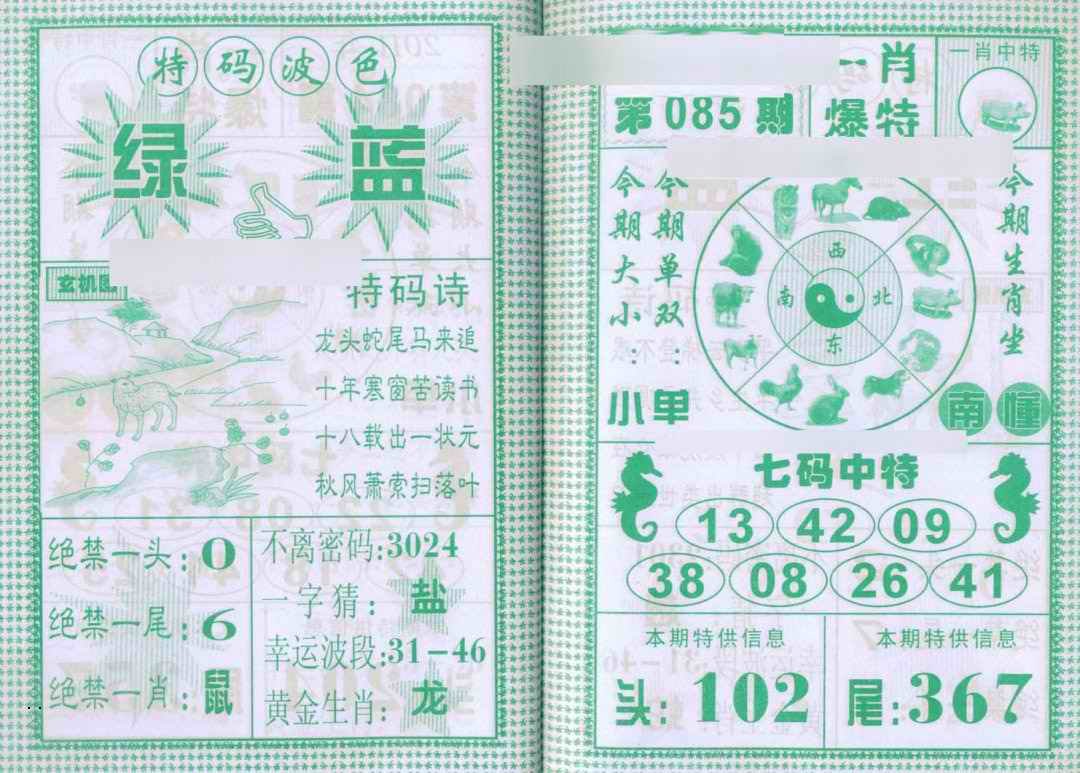 特码波色
绿 蓝
玄机图
特码诗
龙头蛇尾马来追
十年寒窗苦读书
十八载出一状元
秋风萧索扫落叶
绝禁一头:0
绝禁一尾:6
绝禁一肖:鼠
不离密码:3024
一字猜:盐
幸运波段:31-46
黄金生肖:龙
一肖
第085期
爆特
一肖中特
今期大小:小
今期单双:单
西
南
北
东
今期生肖坐
南
七码中特
13 42 09
38 08 26 41
本期特供信息
头:102
本期特供信息
尾:367